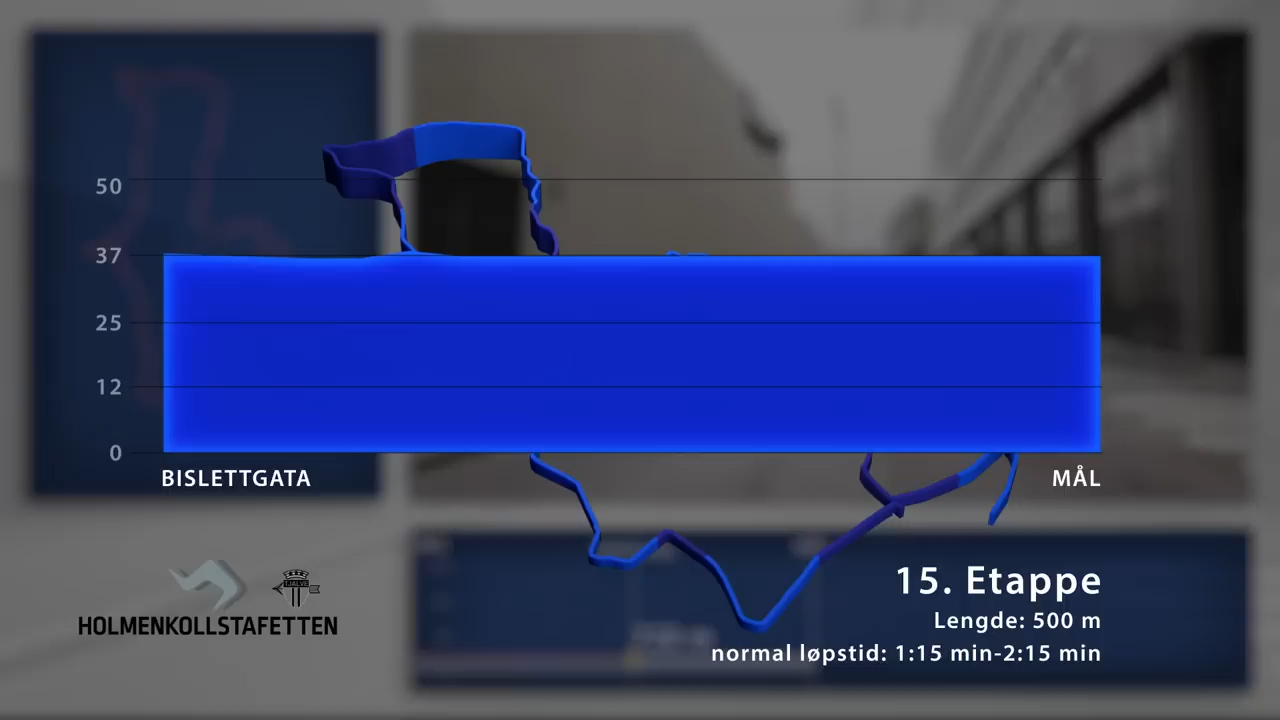 50
37
25
12
0
BISLETTGATA
MÅL
TJALVE
HOLMENKOLLSTAFETTEN
15. Etappe
Lengde: 500 m
normal løpstid: 1:15 min-2:15 min